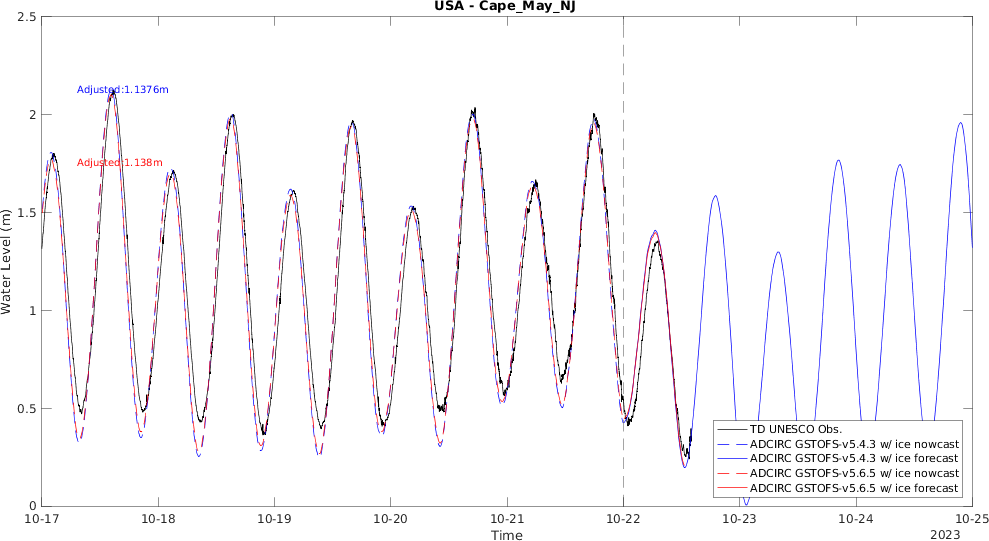 USA - Cape_May_NJ
2.5
2
1.5
1
0.5
0
Water Level (m)
Adjusted:1.1376m
Adjusted:1.138m
TD UNESCO Obs.
ADCIRC GSTOFS-v5.4.3 w/ ice nowcast
ADCIRC GSTOFS-v5.4.3 w/ ice forecast
ADCIRC GSTOFS-v5.6.5 w/ ice nowcast
ADCIRC GSTOFS-v5.6.5 w/ ice forecast
10-17 10-18 10-19 10-20 10-21 10-22 10-23 10-24 10-25
Time
2023